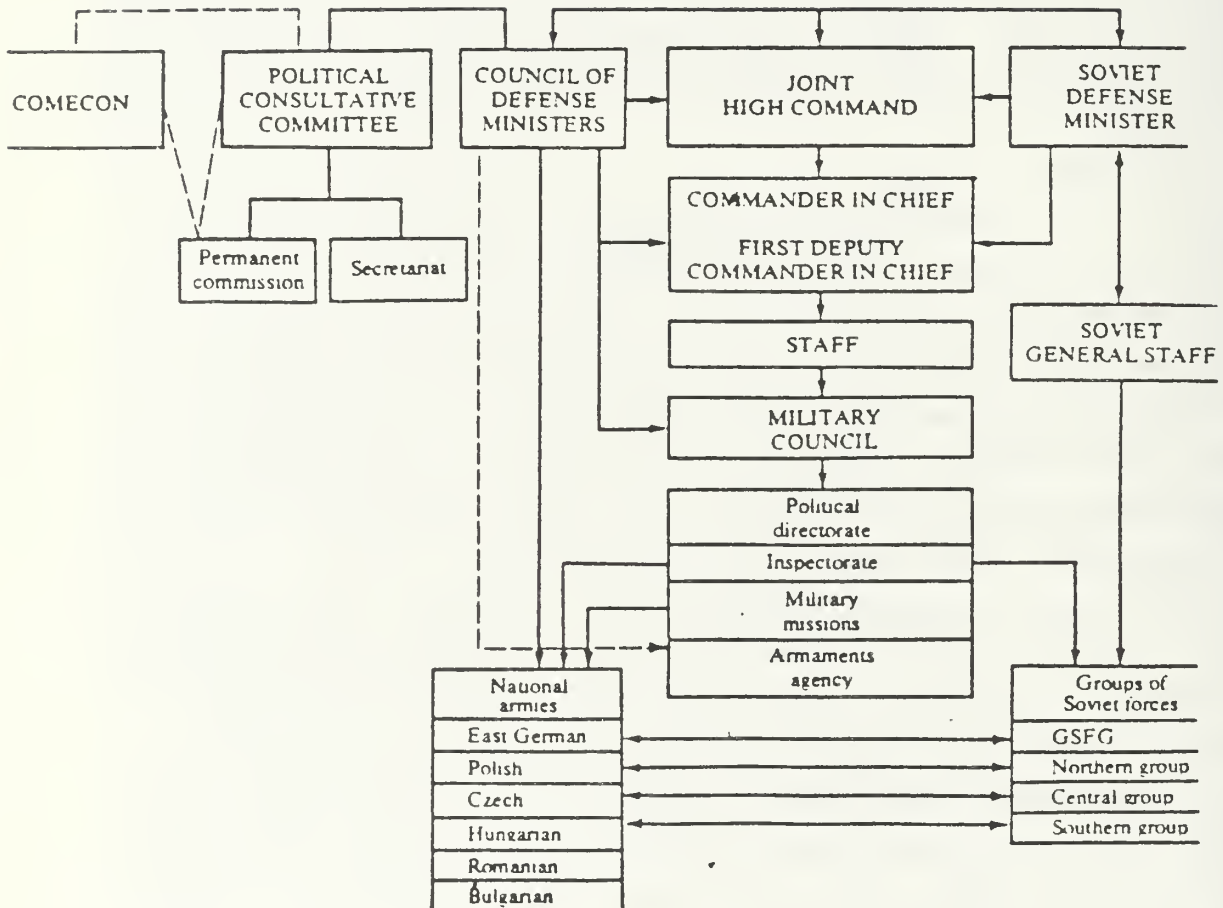 COMECON
POLITICAL
CONSULTATIVE
COMMITTEE
COUNCIL OF
DEFENSE
MINISTERS
JOINT
HIGH COMMAND
SOVIET
DEFENSE
MINISTER
Permanent
commission
Secretariat
COMMANDER IN CHIEF
FIRST DEPUTY
COMMANDER IN CHIEF
STAFF
SOVIET
GENERAL STAFF
MILITARY
COUNCIL
Political
directorate
Inspectorate
Military
missions
Armaments
agency
National
armies
East German
Polish
Czech
Hungarian
Romanian
Bulgarian
Groups of
Soviet forces
GSFG
Northern group
Central group
Southern group